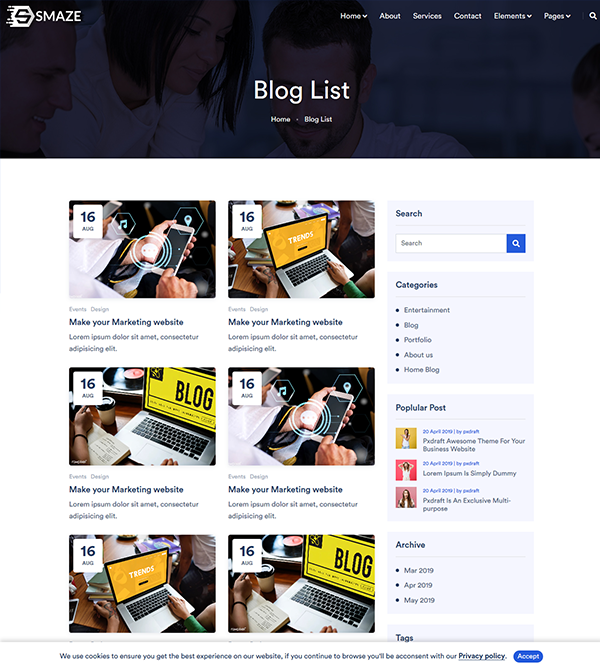 SMAZE
Home About Services Contact Elements Pages
Blog List
Home • Blog List
16
AUG
TRENDS
Events Design
Make your Marketing website
Lorem ipsum dolor sit amet, consectetur
adipisicing elit.
16
AUG
Events Design
Make your Marketing website
Lorem ipsum dolor sit amet, consectetur
adipisicing elit.
16
AUG
BLOG
Events Design
Make your Marketing website
Lorem ipsum dolor sit amet, consectetur
adipisicing elit.
16
AUG
Events Design
Make your Marketing website
Lorem ipsum dolor sit amet, consectetur
adipisicing elit.
16
AUG
TRENDS
16
AUG
BLOG
Search
Search
Categories
Entertainment
Blog
Portfolio
About us
Home Blog
Poplular Post
20 April 2019 | by pxdraft
Pxdraft Awesome Theme For Your
Business Website
20 April 2019 | by pxdraft
Lorem Ipsum Is Simply Dummy
20 April 2019 | by pxdraft
Pxdraft Is An Exclusive Multi-
purpose
Archive
Mar 2019
Apr 2019
May 2019
Tags
We use cookies to ensure you get the best experience on our website, if you continue to browse you'll be acconsent with our Privacy policy. Accept